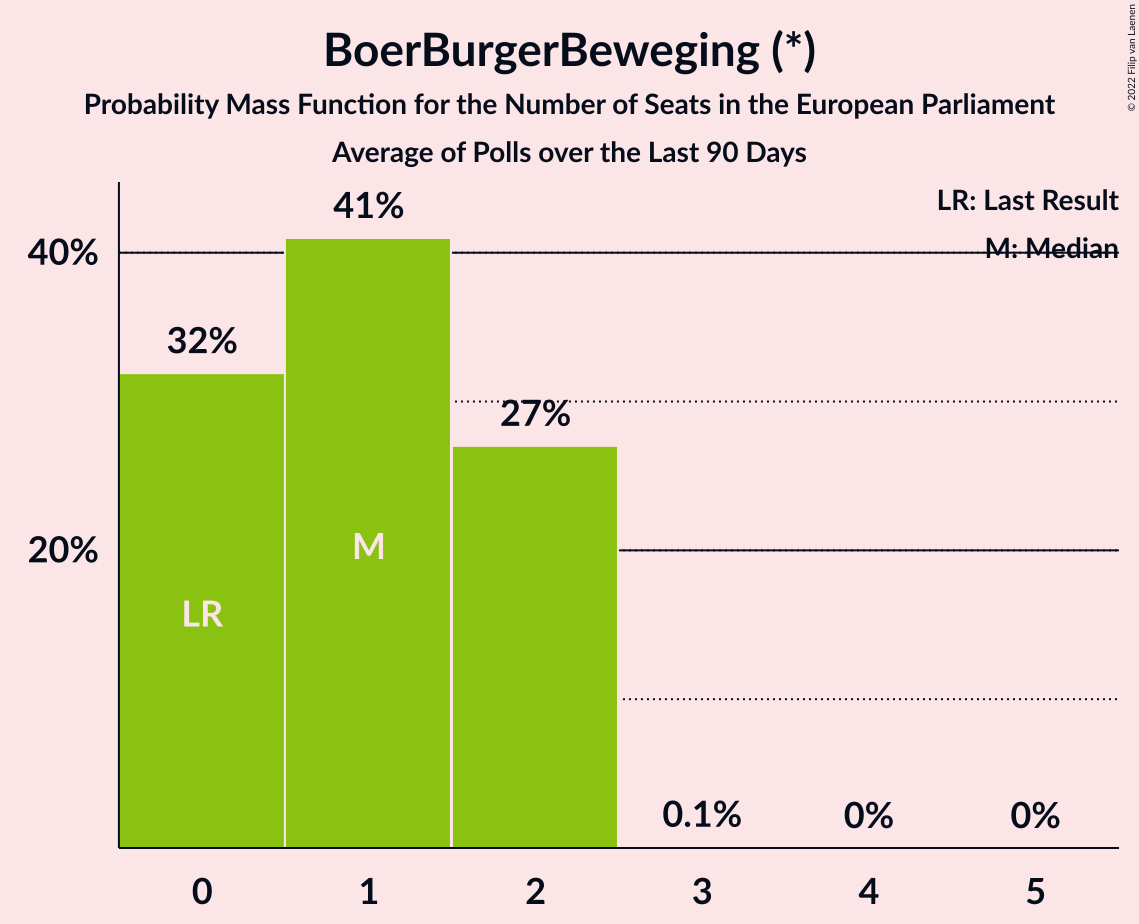 BoerBurgerBeweging (*)
Probability Mass Function for the Number of Seats in the European Parliament
Average of Polls over the Last 90 Days
© 2022 Filip van Laenen
LR: Last Result
M: Median
40%
20%
32%
41%
27%
0.1%
0%
0%
LR
M
0
1
2
3
4
5